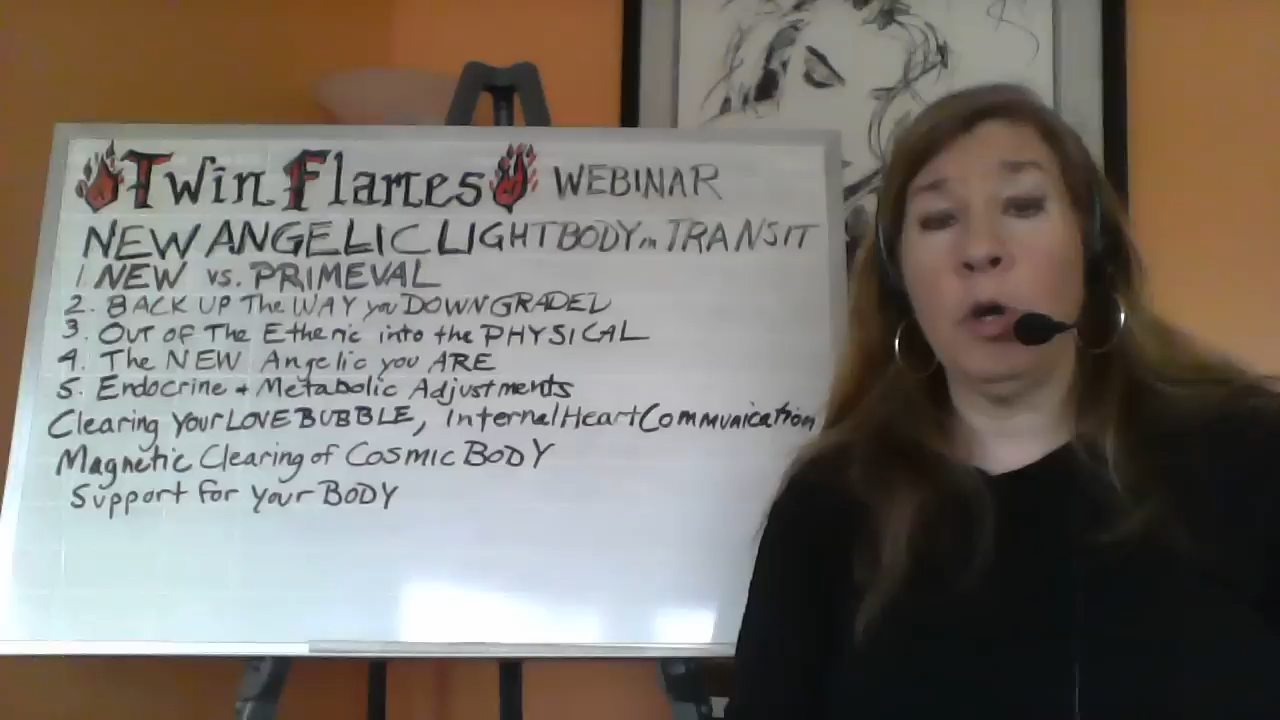 Twin Flames WEBINAR
NEW ANGELIC LIGHTBODY in TRANSIT
1 NEW vs. PRIMEVAL
2. BACK UP The WAY you DOWNGRADED
3. Out of The Etheric into the PHYSICAL
4. The NEW Angelic you ARE
5. Endocrine + Metabolic Adjustments
Clearing Your LOVE BUBBLE, Internal Heart Communication
Magnetic Clearing of COSMIC BODY
Support for your BODY